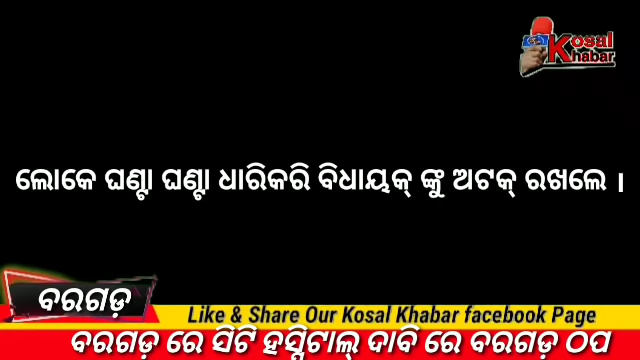 Kosal
Khabar
ଲୋକେ ଘଣ୍ଟା ଘଣ୍ଟା ଧାରିକରି ବିଧାୟକ୍ ଙ୍କୁ ଅଟକ୍ ରଖଲେ ।
ବରଗଡ଼
Like & Share Our Kosal Khabar facebook Page
ବରଗଡ଼ ରେ ସିଟି ହସ୍ପିଟାଲ୍ ଦାବି ରେ ବରଗଡ଼ ଠପ